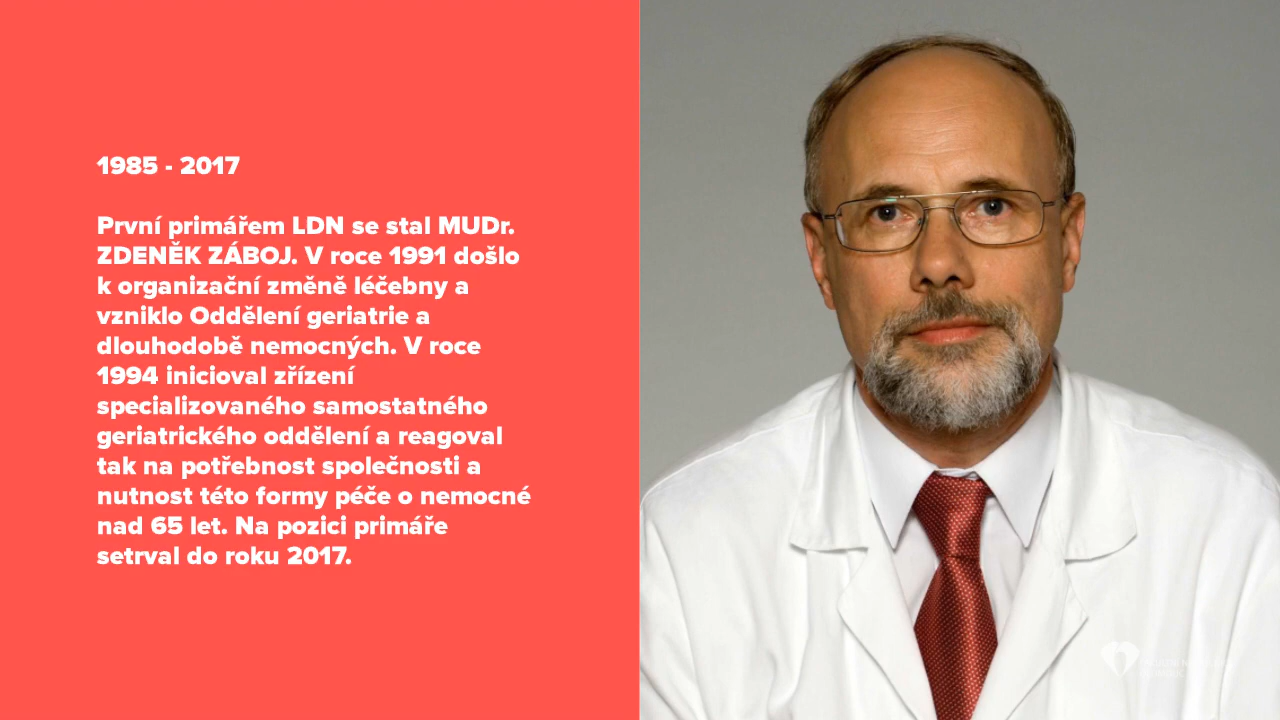 1985 - 2017
První primářem LDN se stal MUDr.
ZDENĚK ZÁBOJ. V roce 1991 došlo
k organizační změně léčebny a
vzniklo Oddělení geriatrie a
dlouhodobě nemocných. V roce
1994 inicioval zřízení
specializovaného samostatného
geriatrického oddělení a reagoval
tak na potřebnost společnosti a
nutnost této formy péče o nemocné
nad 65 let. Na pozici primáře
setrval do roku 2017.